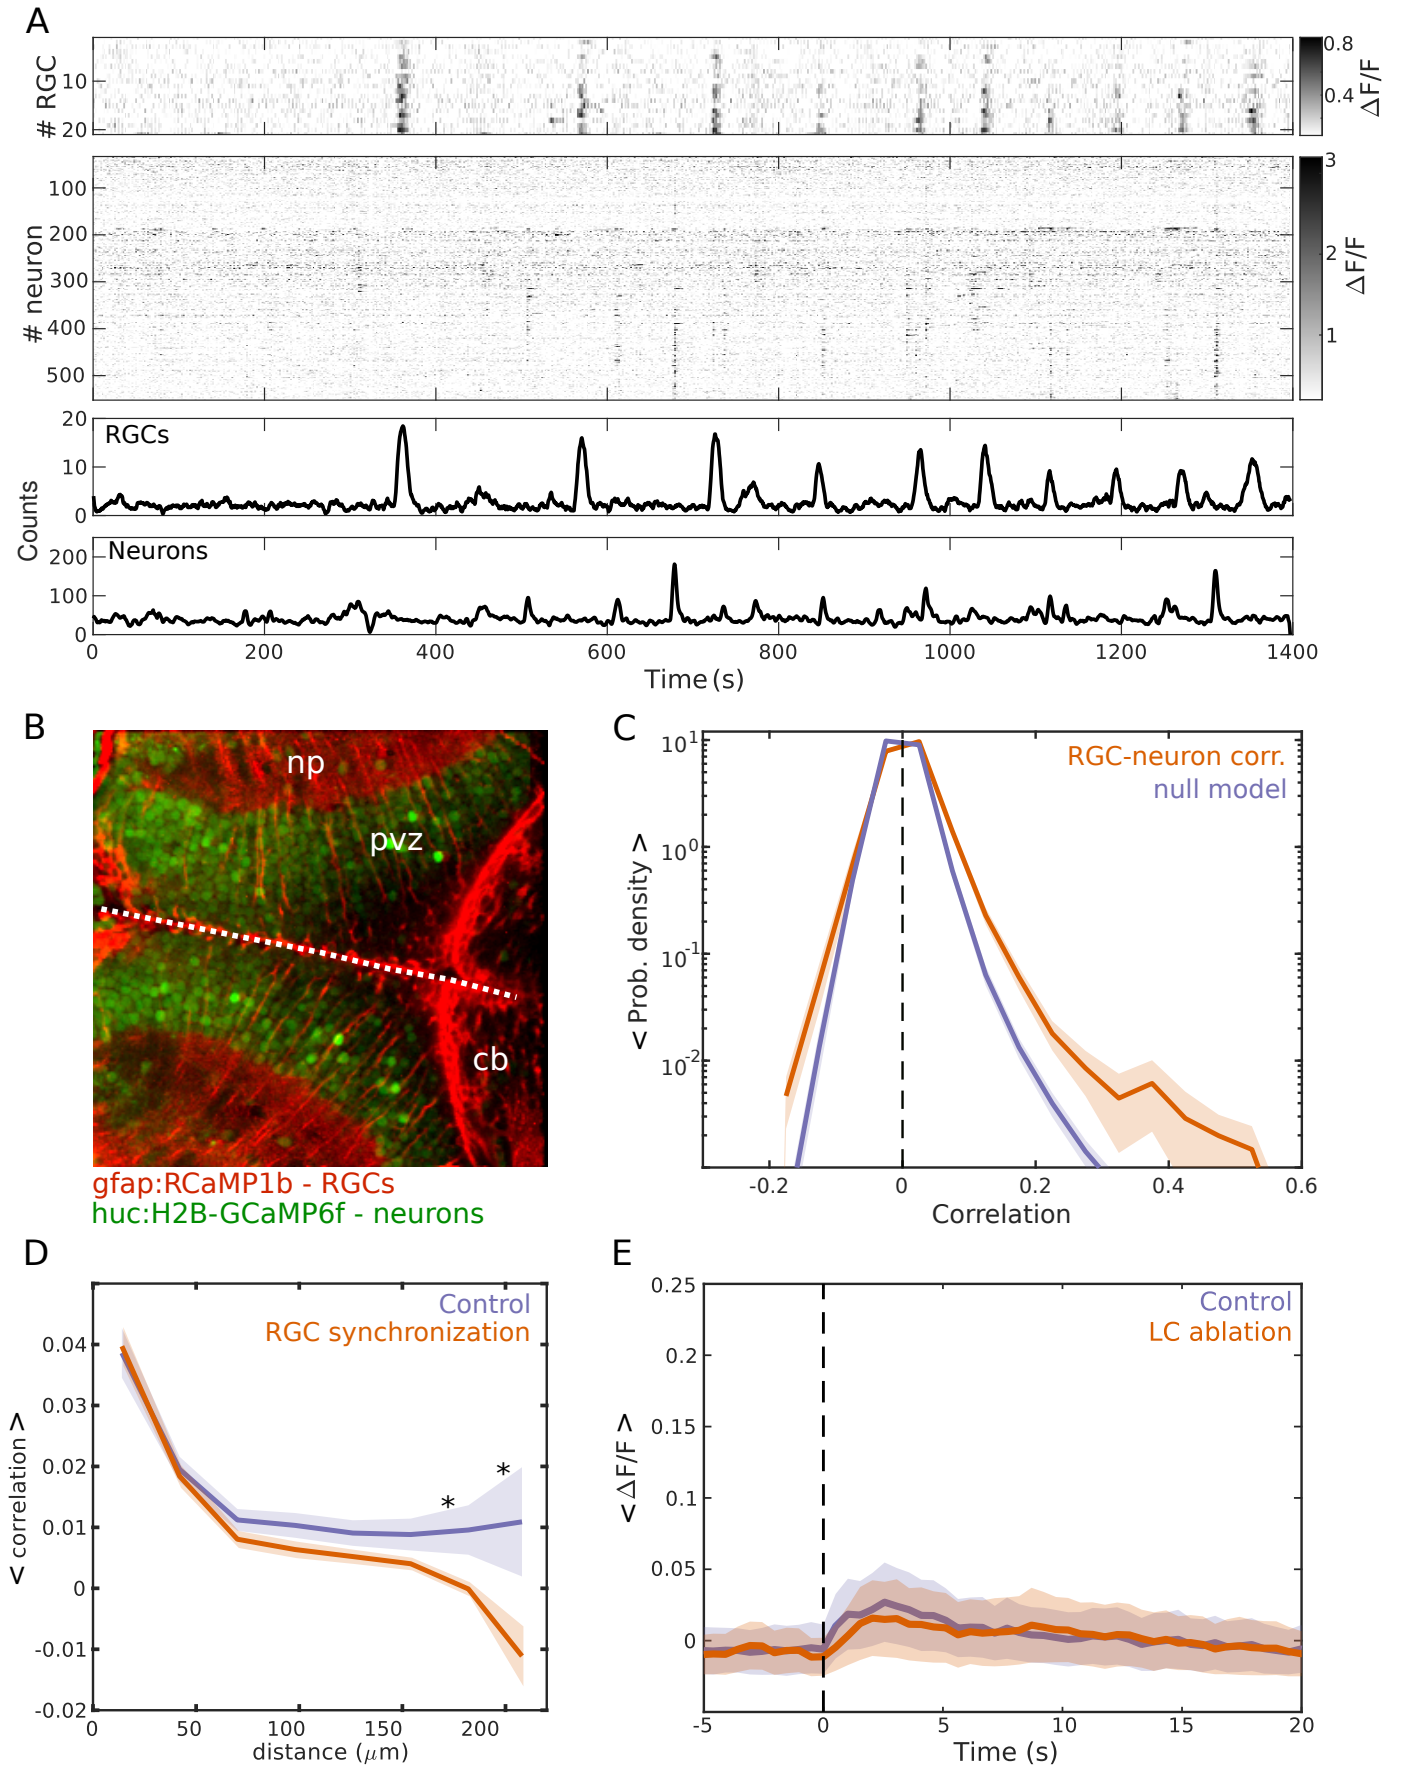 A
# RGC
10
20
0.8
0.4
ΔF/F
# neuron
100
200
300
400
500
3
2
1
ΔF/F
Counts
RGCs
20
10
0
Neurons
200
100
0
0 200 400 600 800 1000 1200 1400
Time (s)
B
np
pvz
cb
gfap:RCaMP1b - RGCs
huc:H2B-GCaMP6f - neurons
C
RGC-neuron corr.
null model
< Prob. density >
10¹
10⁰
10⁻¹
10⁻²
-0.2 0 0.2 0.4 0.6
Correlation
D
Control
RGC synchronization
< correlation >
0.04
0.03
0.02
0.01
0
-0.01
-0.02
*
*
0 50 100 150 200
distance (μm)
E
Control
LC ablation
< ΔF/F >
0.25
0.2
0.15
0.1
0.05
0
-5 0 5 10 15 20
Time (s)